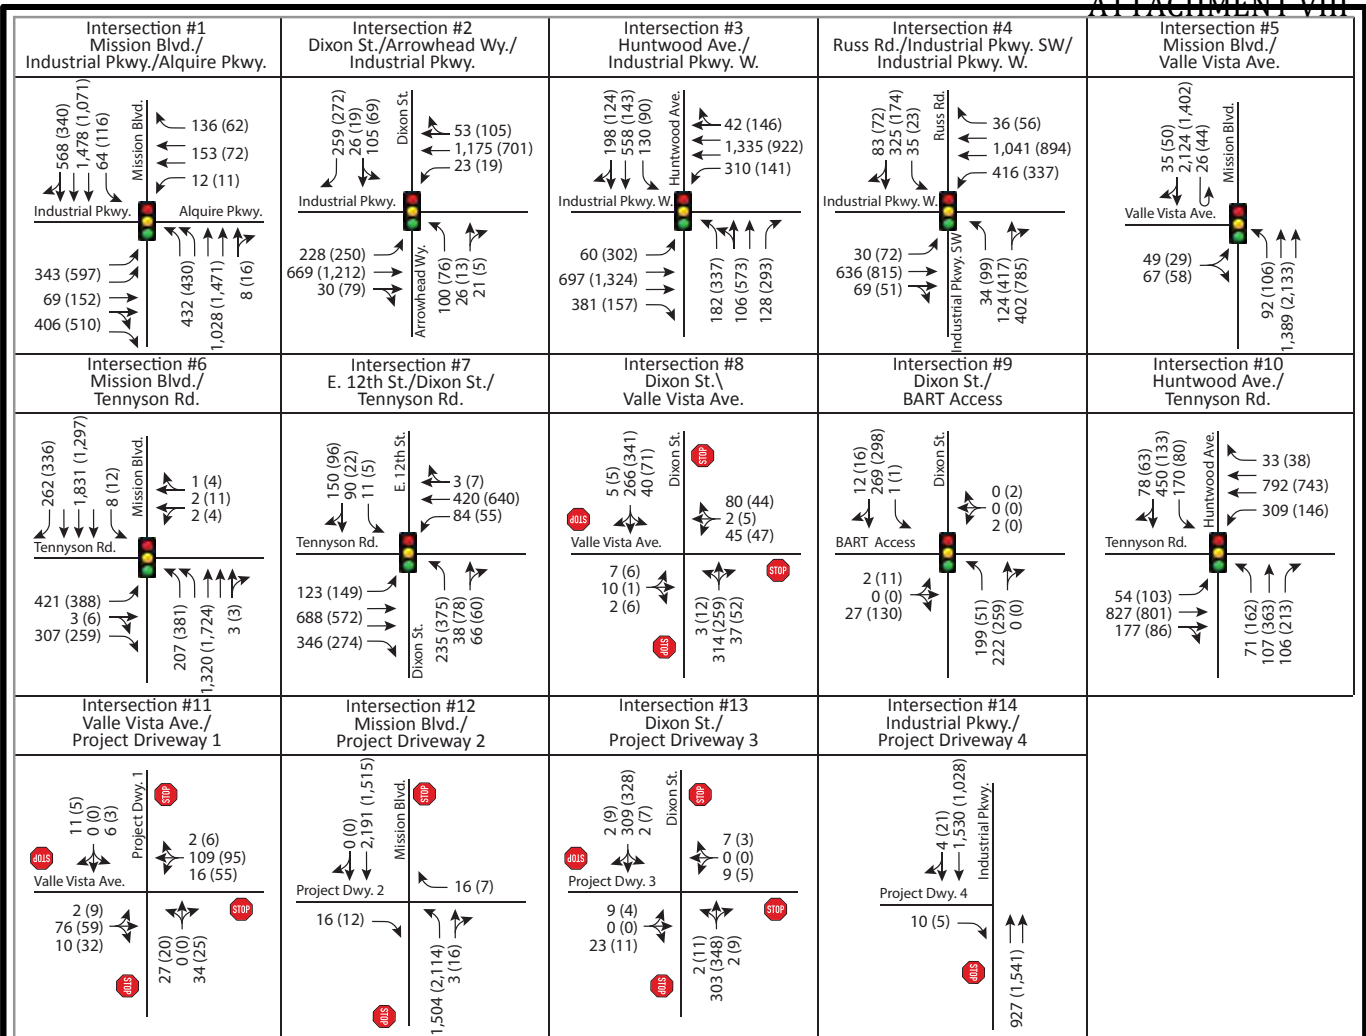 ATTACHMENT VIII
Intersection #1
Mission Blvd./
Industrial Pkwy./Alquire Pkwy.
568 (340)
1,478 (1,071)
64 (116)
Mission Blvd.
136 (62)
153 (72)
12 (11)
Industrial Pkwy.
Alquire Pkwy.
343 (597)
69 (152)
406 (510)
432 (430)
1,028 (1,471)
8 (16)
Intersection #2
Dixon St./Arrowhead Wy./
Industrial Pkwy.
259 (272)
26 (19)
105 (69)
Dixon St.
53 (105)
1,175 (701)
23 (19)
Industrial Pkwy.
228 (250)
669 (1,212)
30 (79)
Arrowhead Wy.
100 (76)
26 (13)
21 (5)
Intersection #3
Huntwood Ave./
Industrial Pkwy. W.
198 (124)
558 (143)
130 (90)
Huntwood Ave.
42 (146)
1,335 (922)
310 (141)
Industrial Pkwy. W.
60 (302)
697 (1,324)
381 (157)
182 (337)
106 (573)
128 (293)
Intersection #4
Russ Rd./Industrial Pkwy. SW/
Industrial Pkwy. W.
83 (72)
325 (174)
35 (23)
Russ Rd.
36 (56)
1,041 (894)
416 (337)
Industrial Pkwy. W.
30 (72)
636 (815)
69 (51)
Industrial Pkwy. SW
34 (99)
124 (417)
402 (785)
Intersection #5
Mission Blvd./
Valle Vista Ave.
35 (50)
2,124 (1,402)
26 (44)
Mission Blvd.
Valle Vista Ave.
49 (29)
67 (58)
92 (106)
1,389 (2,133)
Intersection #6
Mission Blvd./
Tennyson Rd.
262 (336)
1,831 (1,297)
8 (12)
Mission Blvd.
1 (4)
2 (11)
2 (4)
Tennyson Rd.
421 (388)
3 (6)
307 (259)
207 (381)
1,320 (1,724)
3 (3)
Intersection #7
E. 12th St./Dixon St./
Tennyson Rd.
150 (96)
90 (22)
11 (5)
E. 12th St.
3 (7)
420 (640)
84 (55)
Tennyson Rd.
123 (149)
688 (572)
346 (274)
Dixon St.
235 (375)
38 (78)
66 (60)
Intersection #8
Dixon St.\
Valle Vista Ave.
5 (5)
266 (341)
40 (71)
Dixon St.
STOP
80 (44)
2 (5)
45 (47)
STOP
Valle Vista Ave.
STOP
7 (6)
10 (1)
2 (6)
3 (12)
314 (259)
37 (52)
STOP
Intersection #9
Dixon St./
BART Access
12 (16)
269 (298)
1 (1)
Dixon St.
0 (2)
0 (0)
2 (0)
BART Access
2 (11)
0 (0)
27 (130)
199 (51)
222 (259)
0 (0)
Intersection #10
Huntwood Ave./
Tennyson Rd.
78 (63)
450 (133)
170 (80)
Huntwood Ave.
33 (38)
792 (743)
309 (146)
Tennyson Rd.
54 (103)
827 (801)
177 (86)
71 (162)
107 (363)
106 (213)
Intersection #11
Valle Vista Ave./
Project Driveway 1
11 (5)
0 (0)
6 (3)
Project Dwy. 1
STOP
2 (6)
109 (95)
16 (55)
STOP
Valle Vista Ave.
STOP
2 (9)
76 (59)
10 (32)
27 (20)
0 (0)
34 (25)
STOP
Intersection #12
Mission Blvd./
Project Driveway 2
0 (0)
2,191 (1,515)
Mission Blvd.
STOP
16 (7)
Project Dwy. 2
16 (12)
1,504 (2,114)
3 (16)
STOP
Intersection #13
Dixon St./
Project Driveway 3
2 (9)
309 (328)
2 (7)
Dixon St.
STOP
7 (3)
0 (0)
9 (5)
STOP
Project Dwy. 3
STOP
9 (4)
0 (0)
23 (11)
2 (11)
303 (348)
2 (9)
STOP
Intersection #14
Industrial Pkwy./
Project Driveway 4
4 (21)
1,530 (1,028)
Industrial Pkwy.
Project Dwy. 4
10 (5)
STOP
927 (1,541)